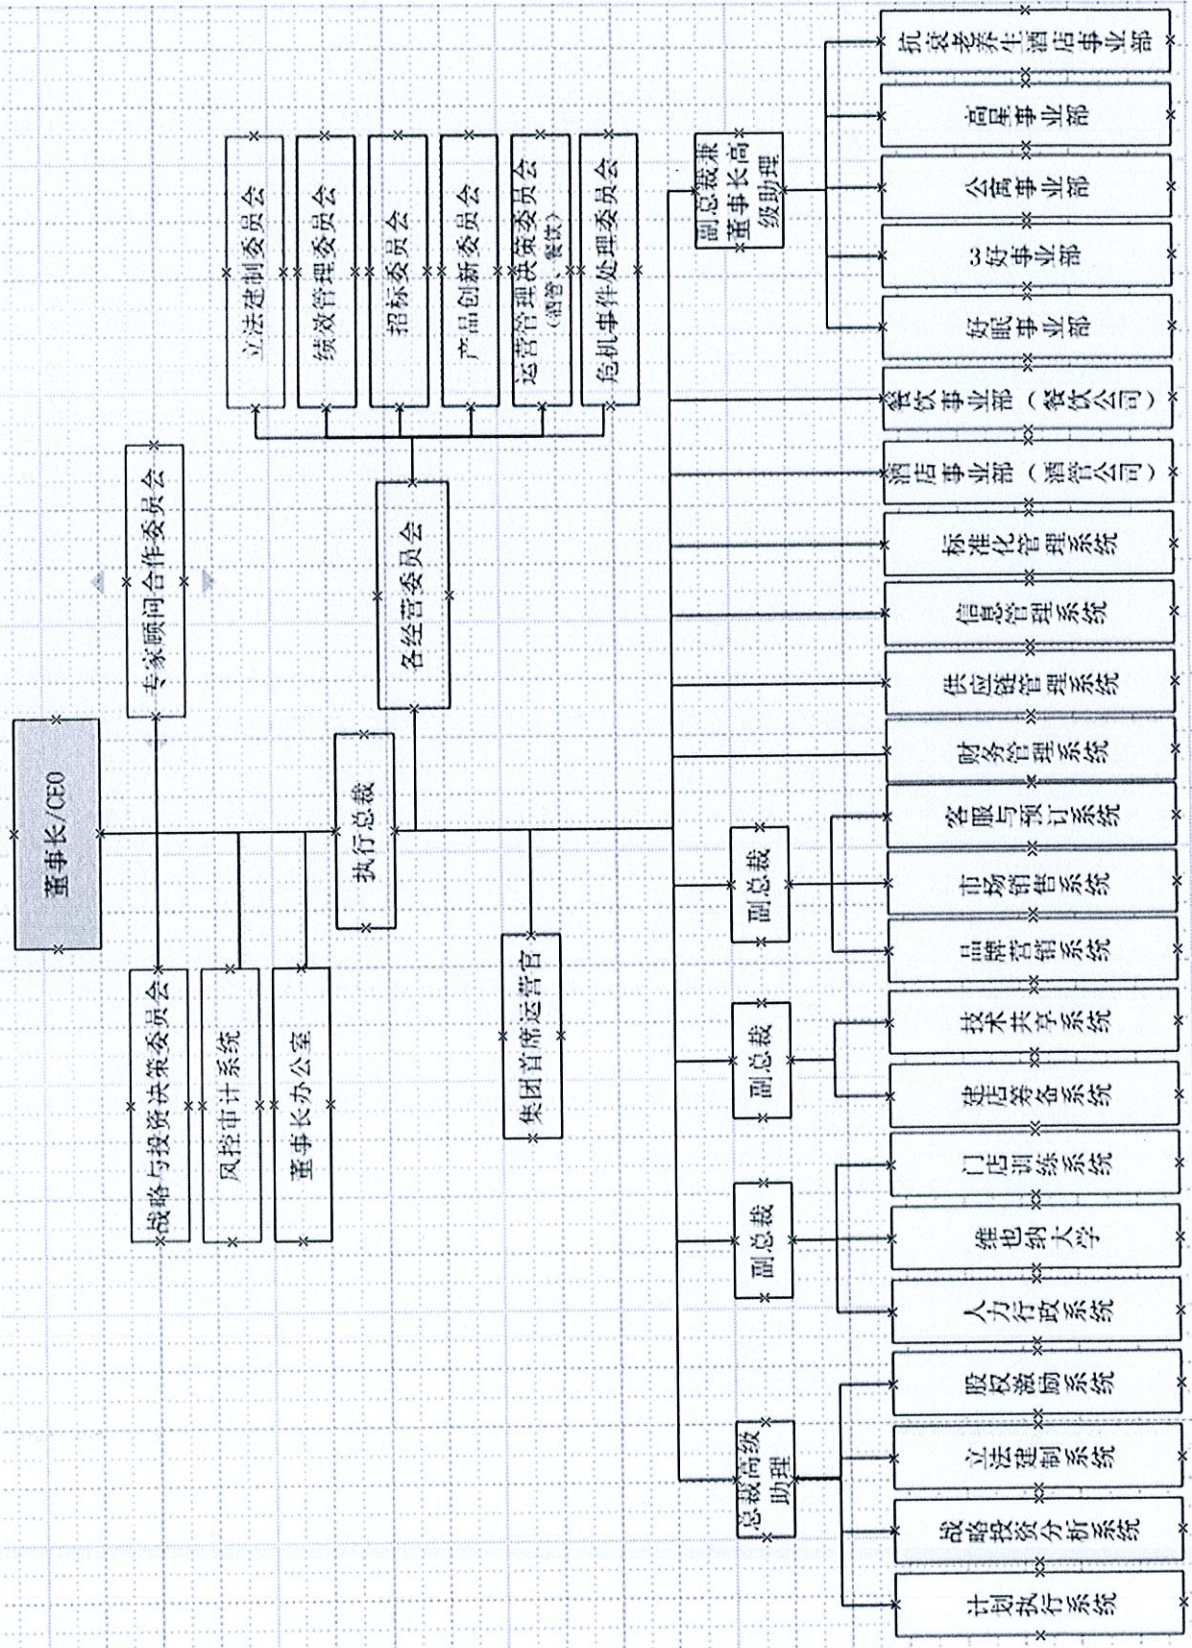 董事长/CEO
战略与投资决策委员会
专家顾问合作委员会
风控审计系统
董事长办公室
执行总裁
各经营委员会
立法建制委员会
绩效管理委员会
招标委员会
产品创新委员会
运营管理决策委员会
（酒管、餐饮）
危机事件处理委员会
集团首席运营官
总裁高级
助理
副总裁
副总裁
副总裁
副总裁兼
董事长高
级助理
计划执行系统
战略投资分析系统
立法建制系统
股权激励系统
人力行政系统
维也纳大学
门店训练系统
建店筹备系统
技术共享系统
品牌营销系统
市场销售系统
客服与预订系统
财务管理系统
供应链管理系统
信息管理系统
标准化管理系统
酒店事业部（酒管公司）
餐饮事业部（餐饮公司）
好眠事业部
3好事业部
公寓事业部
高星事业部
抗衰老养生酒店事业部